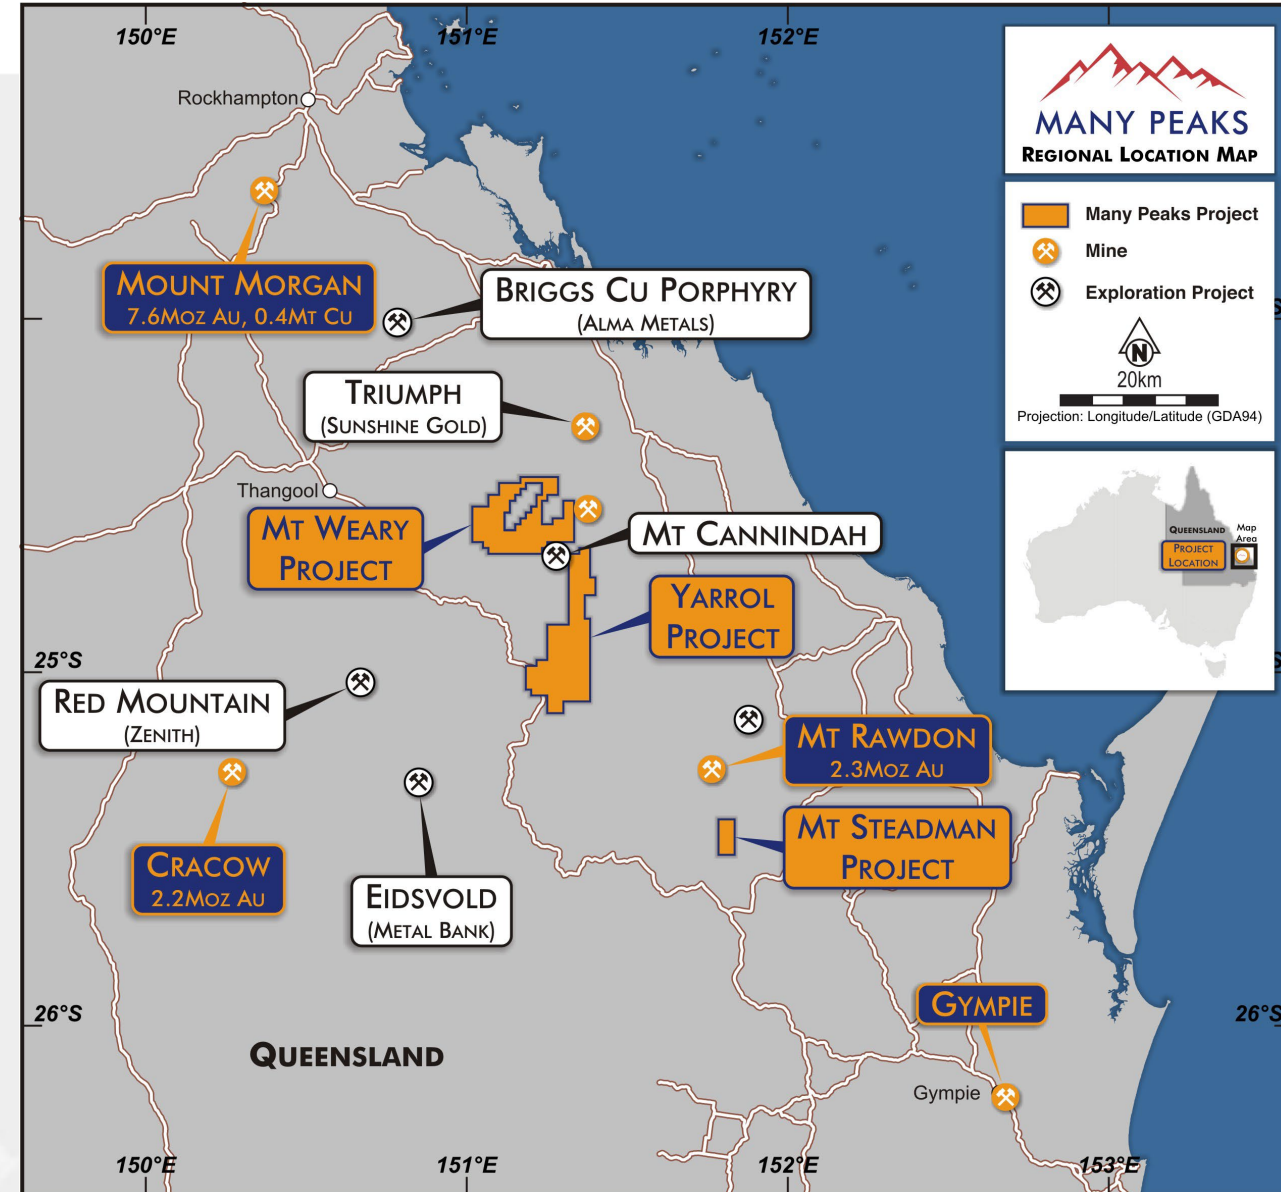 150°E
151°E
152°E
Rockhampton
MANY PEAKS
REGIONAL LOCATION MAP
Many Peaks Project
Mine
Exploration Project
N
20km
Projection: Longitude/Latitude (GDA94)
MOUNT MORGAN
7.6MOZ AU, 0.4MT CU
BRIGGS CU PORPHYRY
(ALMA METALS)
TRIUMPH
(SUNSHINE GOLD)
Thangool
MT WEARY
PROJECT
MT CANNINDAH
YARROL
PROJECT
QUEENSLAND
Map
Area
PROJECT
LOCATION
25°S
RED MOUNTAIN
(ZENITH)
MT RAWDON
2.3MOZ AU
MT STEADMAN
PROJECT
CRACOW
2.2MOZ AU
EIDSVOLD
(METAL BANK)
26°S
26°S
QUEENSLAND
GYMPIE
Gympie
150°E
151°E
152°E
153°E